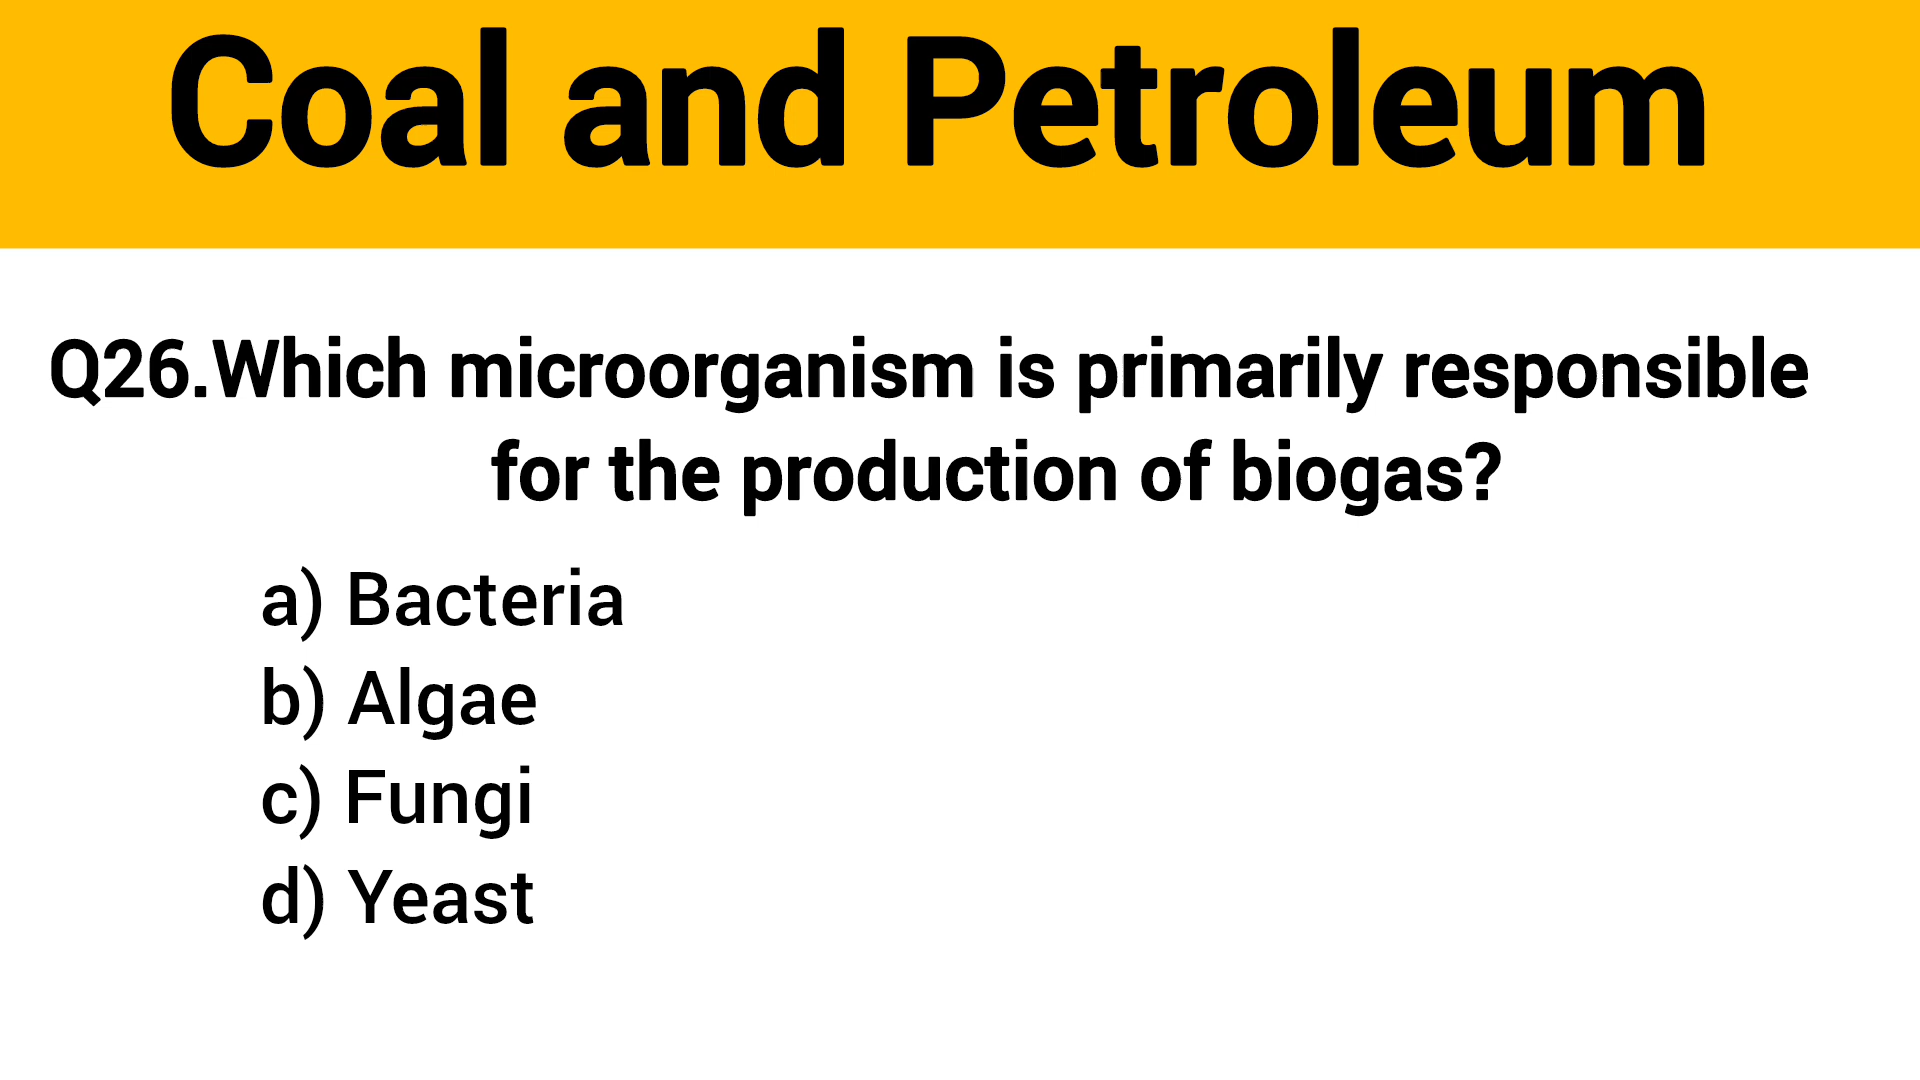 Coal and Petroleum
Q26.Which microorganism is primarily responsible
for the production of biogas?
a) Bacteria
b) Algae
c) Fungi
d) Yeast